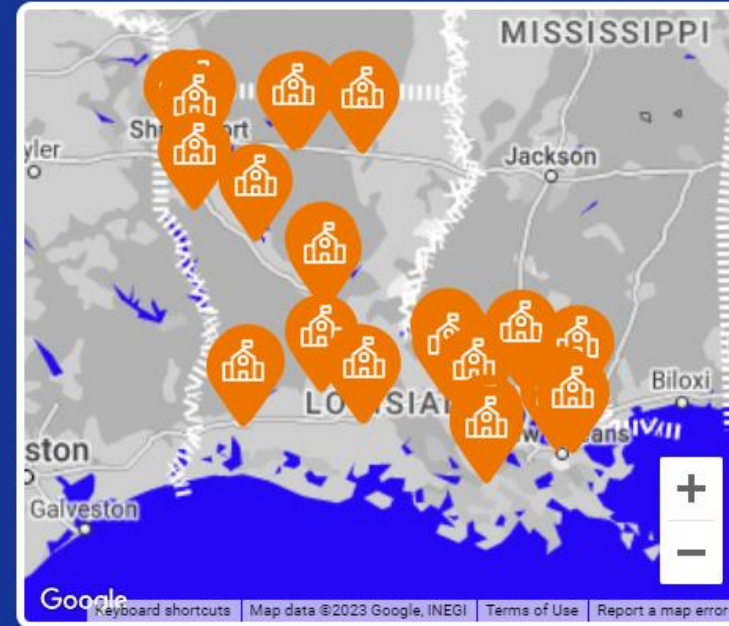 MISSISSIPPI
Jackson
Biloxi
Galveston
Google
Keyboard shortcuts
Map data ©2023 Google, INEGI
Terms of Use
Report a map error
+
−